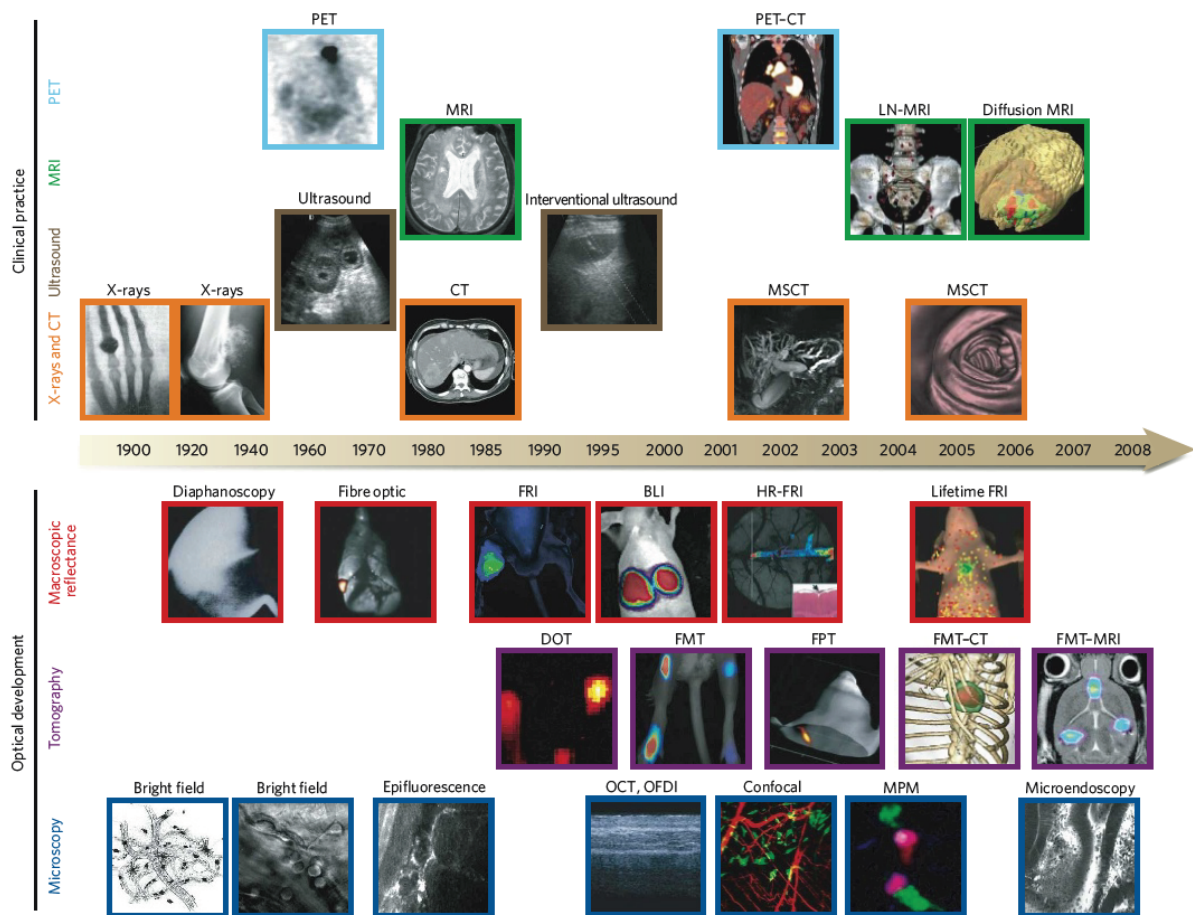 PET
PET–CT
MRI
LN-MRI
Diffusion MRI
Ultrasound
Interventional ultrasound
X-rays
X-rays
CT
MSCT
MSCT
Clinical practice
PET
MRI
Ultrasound
X-rays and CT
1900 1920 1940 1960 1970 1980 1985 1990 1995 2000 2001 2002 2003 2004 2005 2006 2007 2008
Diaphanoscopy
Fibre optic
FRI
BLI
HR-FRI
Lifetime FRI
DOT
FMT
FPT
FMT–CT
FMT–MRI
Bright field
Bright field
Epifluorescence
OCT, OFDI
Confocal
MPM
Microendoscopy
Optical development
Macroscopic
reflectance
Tomography
Microscopy